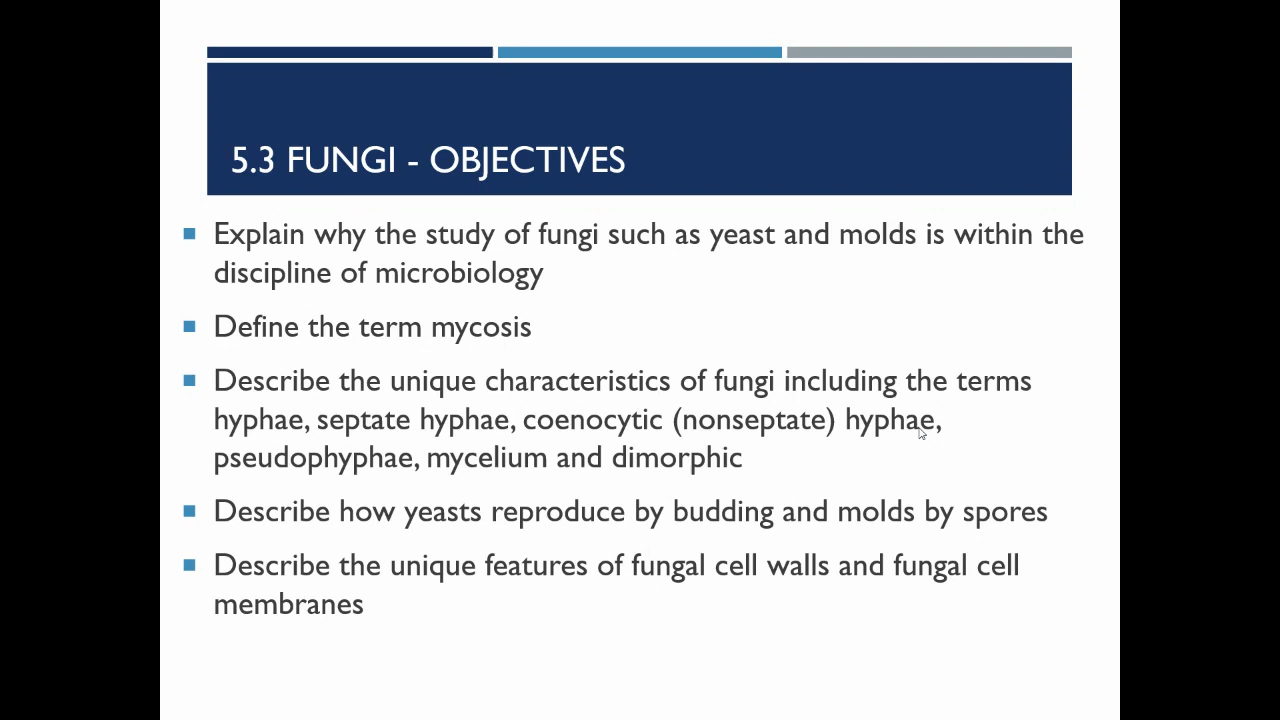 5.3 FUNGI - OBJECTIVES
Explain why the study of fungi such as yeast and molds is within the
discipline of microbiology
Define the term mycosis
Describe the unique characteristics of fungi including the terms
hyphae, septate hyphae, coenocytic (nonseptate) hyphae,
pseudophyphae, mycelium and dimorphic
Describe how yeasts reproduce by budding and molds by spores
Describe the unique features of fungal cell walls and fungal cell
membranes